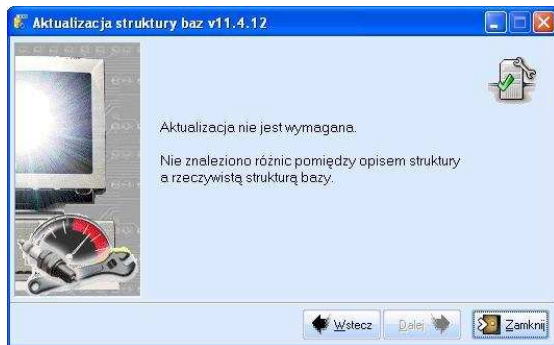 Aktualizacja struktury baz v11.4.12
Aktualizacja nie jest wymagana.
Nie znaleziono różnic pomiędzy opisem struktury
a rzeczywistą strukturą bazy.
Wstecz Dalej Zamknij